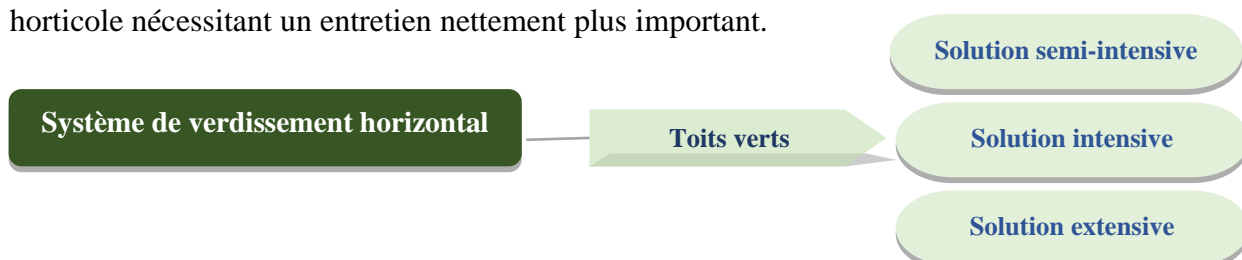 horticole nécessitant un entretien nettement plus important.
Solution semi-intensive
Système de verdissement horizontal
Toits verts
Solution intensive
Solution extensive